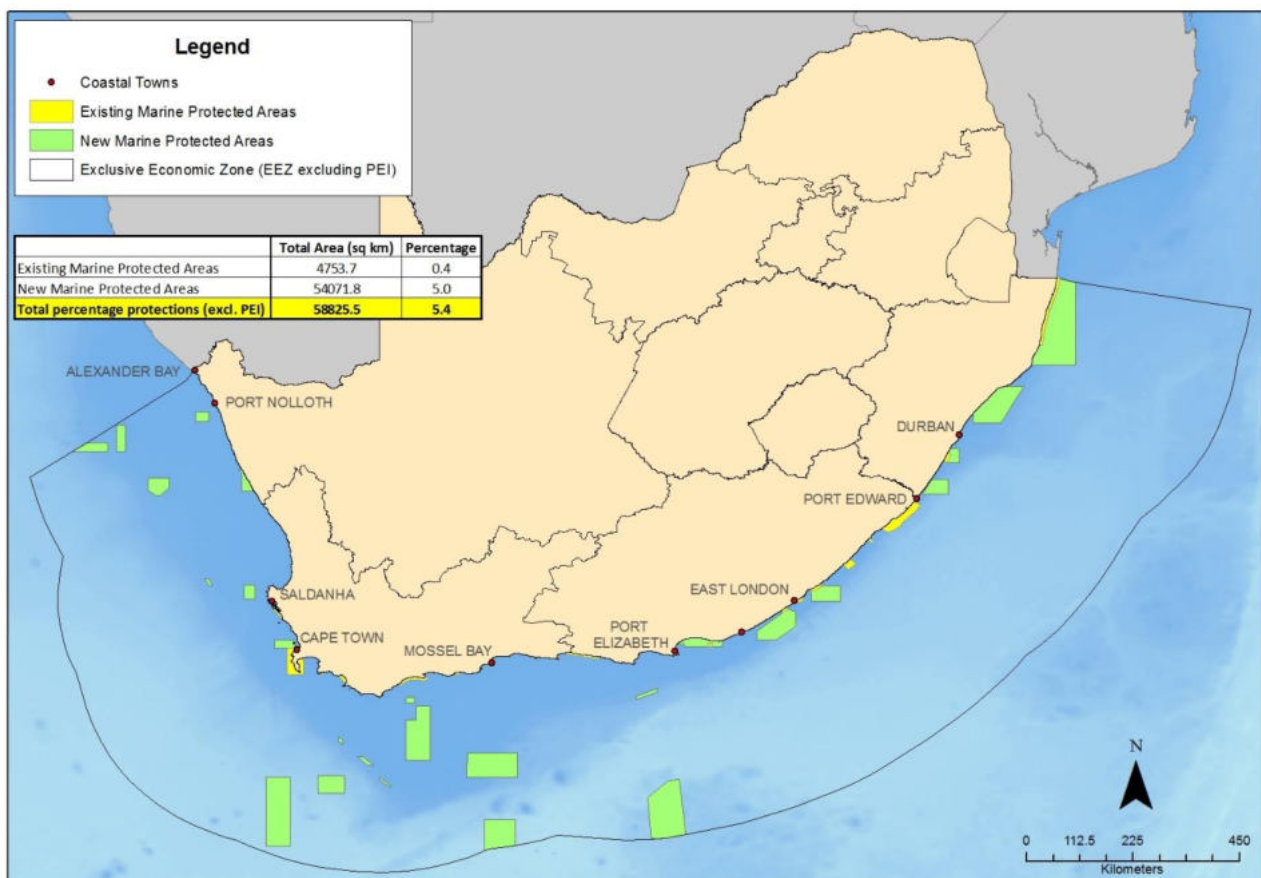 Legend
Coastal Towns
Existing Marine Protected Areas
New Marine Protected Areas
Exclusive Economic Zone (EEZ excluding PEI)
Total Area (sq km) Percentage
Existing Marine Protected Areas 4753.7 0.4
New Marine Protected Areas 54071.8 5.0
Total percentage protections (excl. PEI) 58825.5 5.4
ALEXANDER BAY
PORT NOLLOTH
DURBAN
PORT EDWARD
SALDANHA
EAST LONDON
CAPE TOWN
MOSSEL BAY
PORT
ELIZABETH
N
0 112.5 225 450
Kilometers